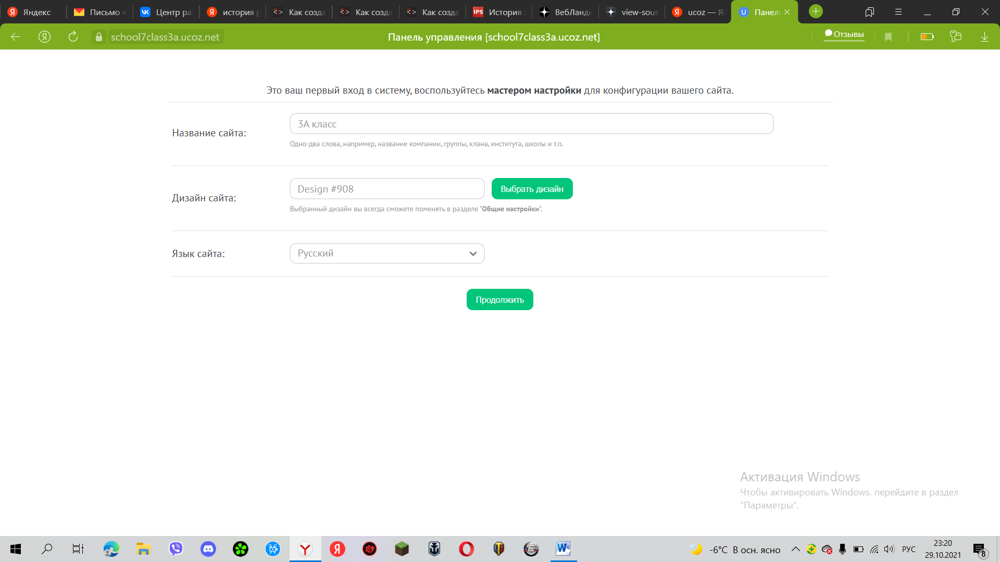 Яндекс
Письмо «
Центр ра
история р
Как созда
Как созда
Как созда
История
ВебЛанди
view-sour
ucoz — Я
Панель
school7class3a.ucoz.net
Панель управления [school7class3a.ucoz.net]
Отзывы
Это ваш первый вход в систему, воспользуйтесь мастером настройки для конфигурации вашего сайта.
Название сайта:
3А класс
Одно-два слова, например, название компании, группы, клана, института, школы и т.п.
Дизайн сайта:
Design #908
Выбрать дизайн
Выбранный дизайн вы всегда сможете поменять в разделе "Общие настройки".
Язык сайта:
Русский
Продолжить
Активация Windows
Чтобы активировать Windows, перейдите в раздел
"Параметры".
-6°C В осн. ясно
РУС
23:20
29.10.2021
8